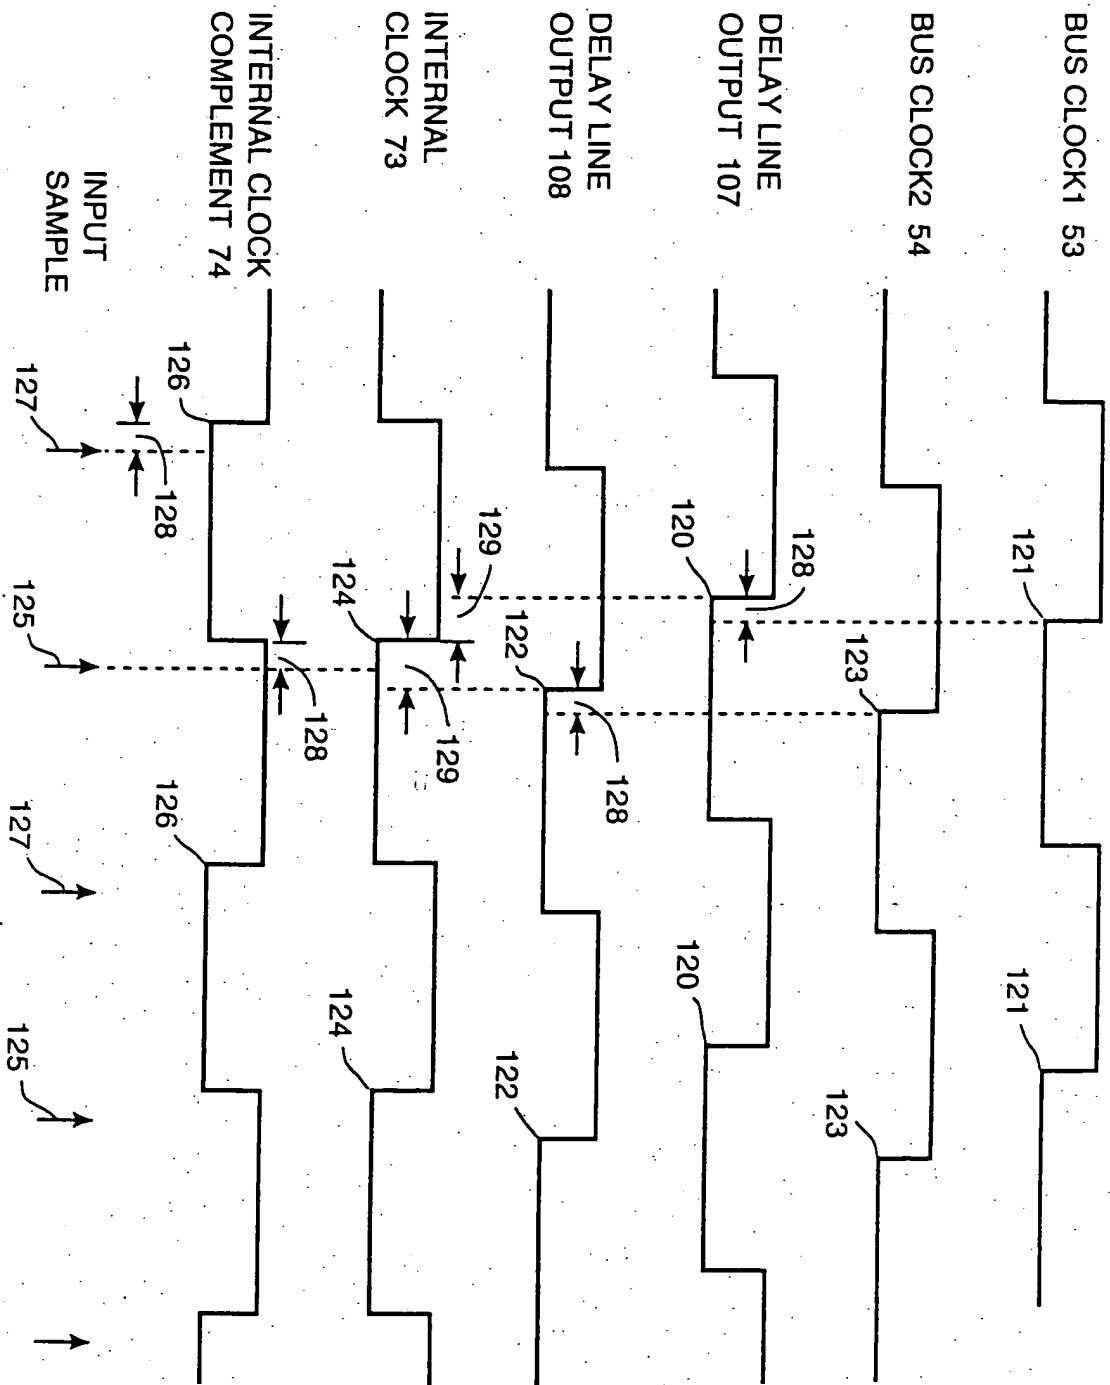 BUS CLOCK1 53
121
121
BUS CLOCK2 54
123
123
DELAY LINE
OUTPUT 107
128
120
120
DELAY LINE
OUTPUT 108
129
122
128
122
INTERNAL
CLOCK 73
124
129
124
INTERNAL CLOCK
COMPLEMENT 74
126
128
128
126
INPUT
SAMPLE
127
125
127
125